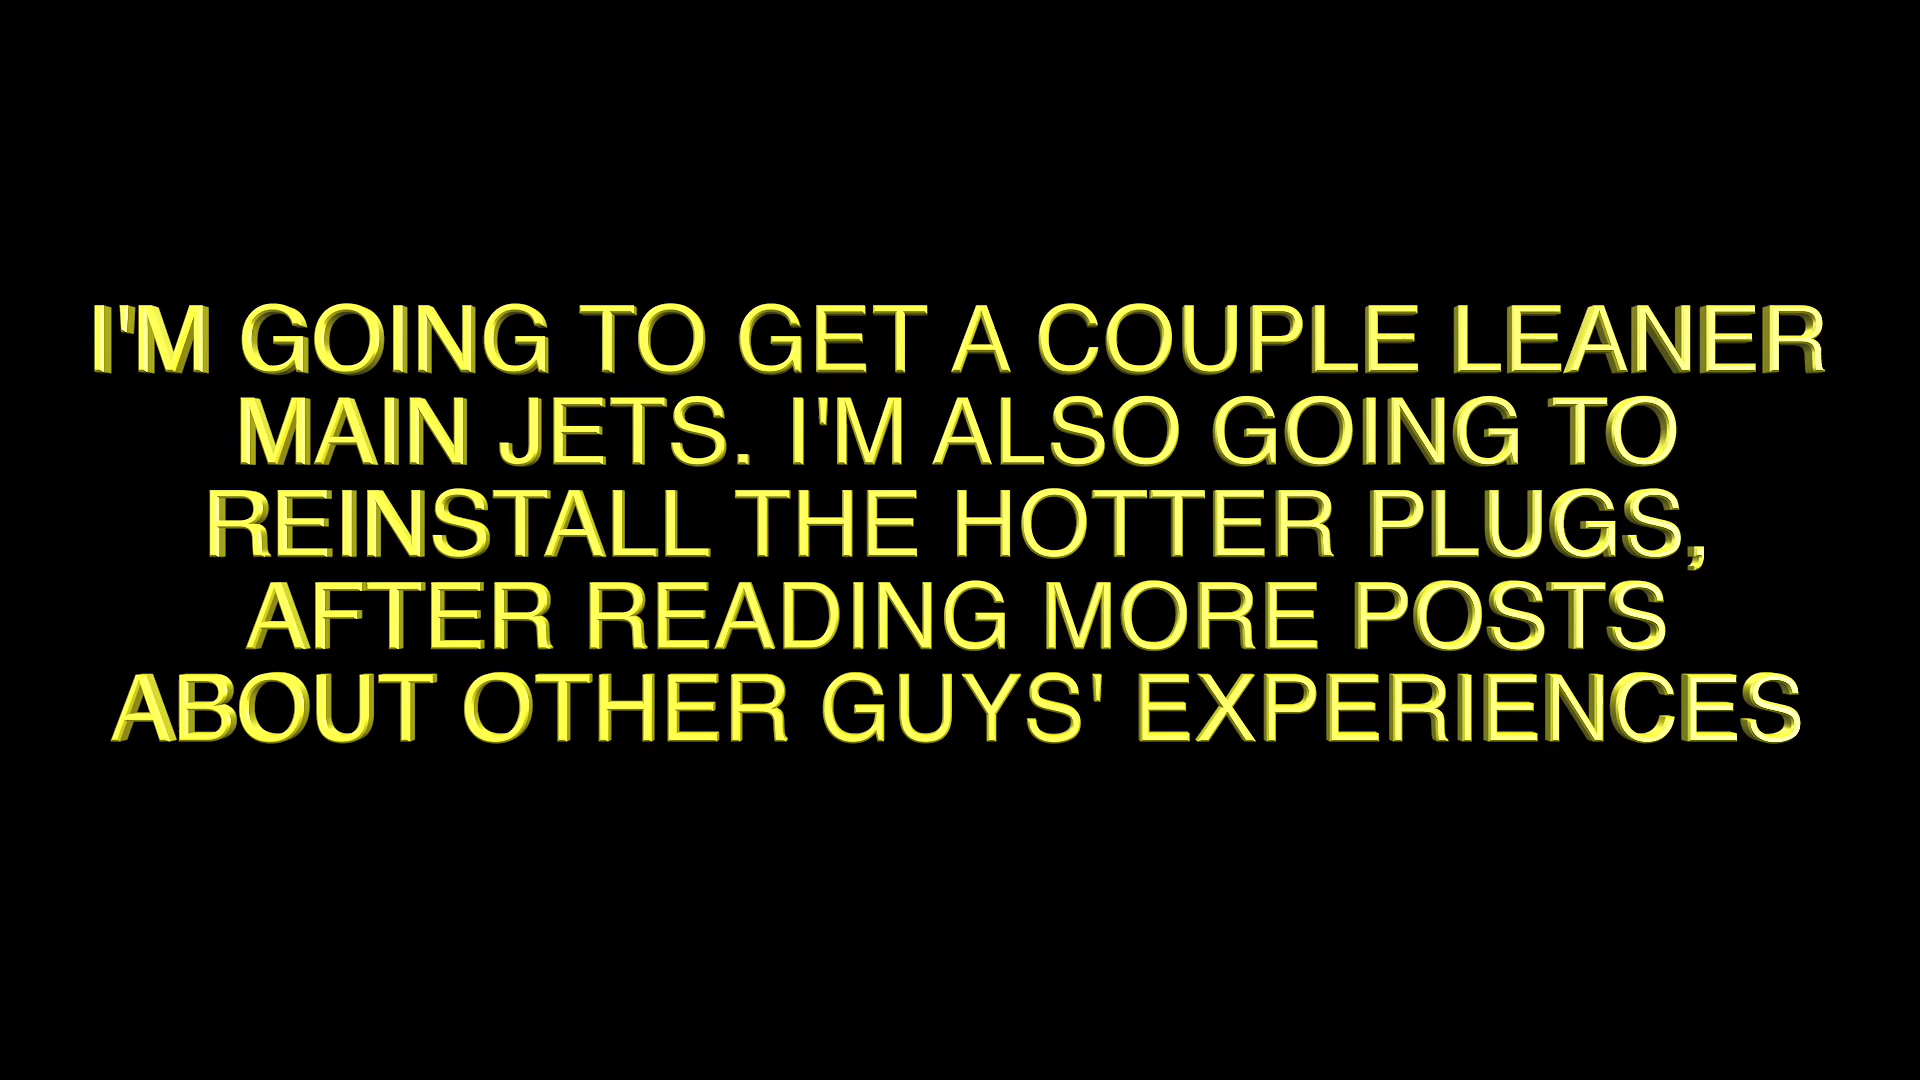 I'M GOING TO GET A COUPLE LEANER
MAIN JETS. I'M ALSO GOING TO
REINSTALL THE HOTTER PLUGS,
AFTER READING MORE POSTS
ABOUT OTHER GUYS' EXPERIENCES